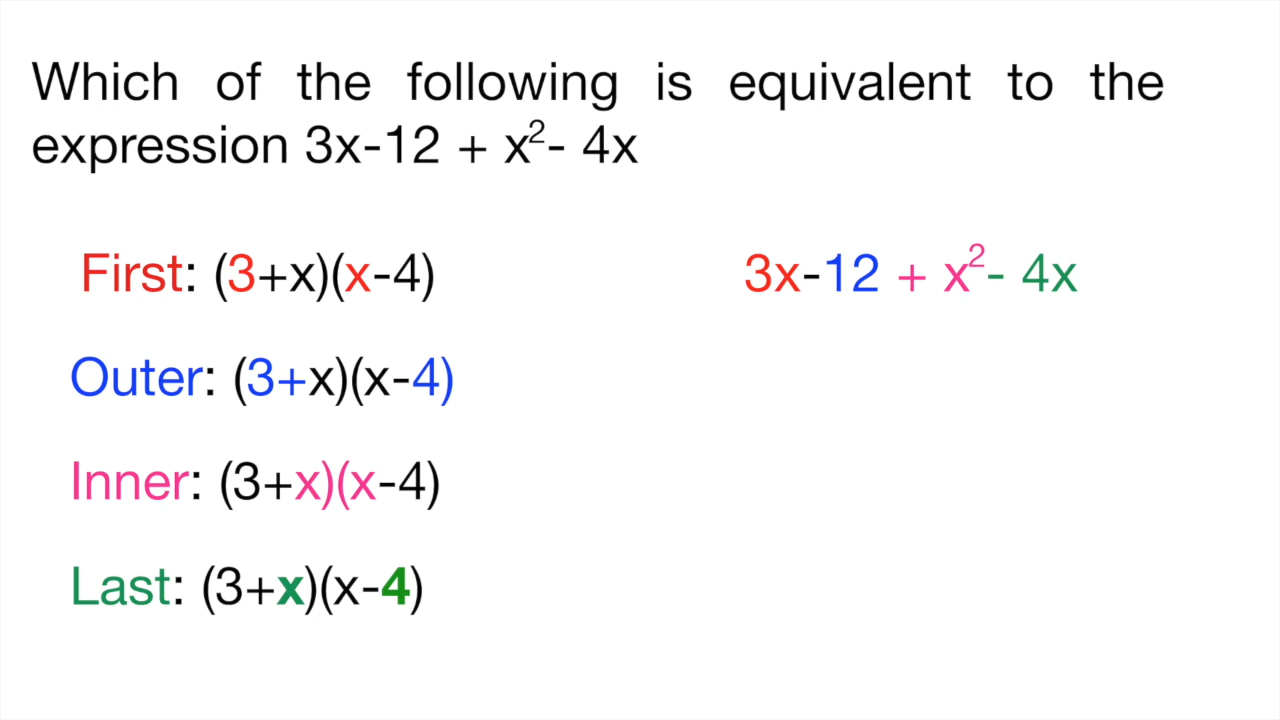 Which of the following is equivalent to the
expression 3x-12 + x²- 4x
First: (3+x)(x-4)
3x-12 + x²- 4x
Outer: (3+x)(x-4)
Inner: (3+x)(x-4)
Last: (3+x)(x-4)